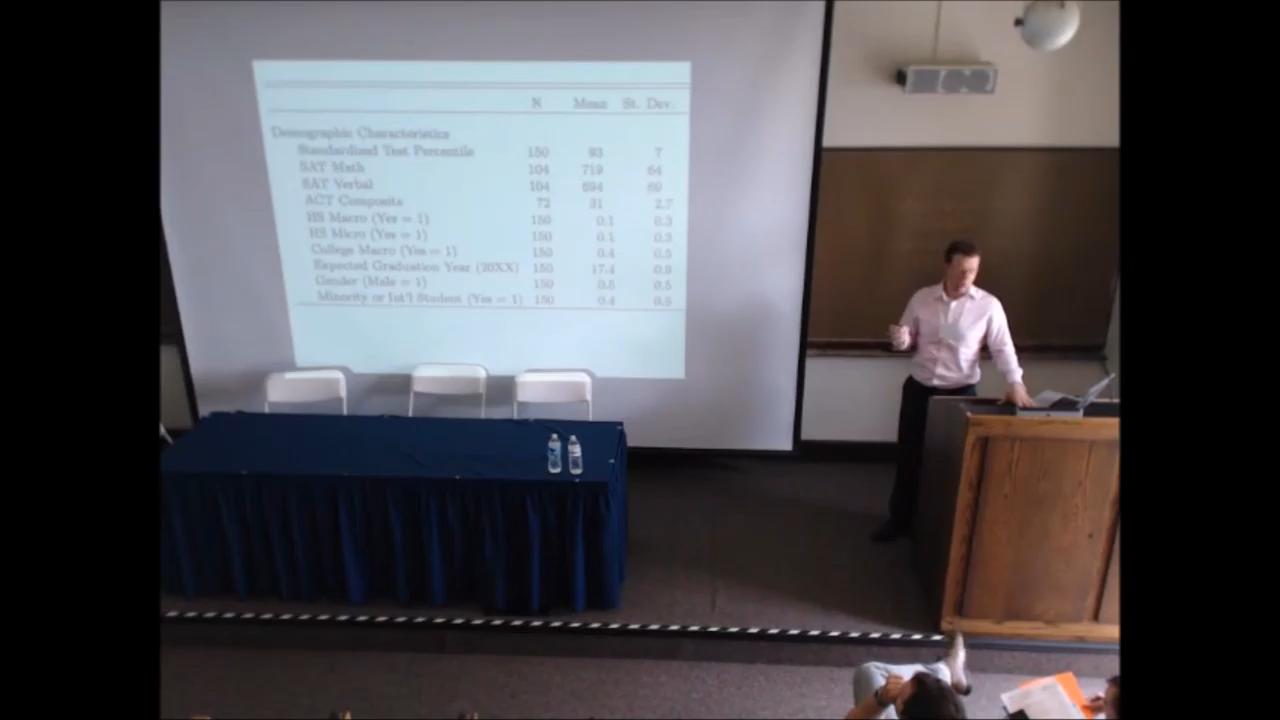 N Mean St. Dev.
Demographic Characteristics
Standardized Test Percentile 150 93 7
SAT Math 104 719 64
SAT Verbal 104 694 69
ACT Composite 72 31 2.7
HS Macro (Yes = 1) 150 0.1 0.3
HS Micro (Yes = 1) 150 0.1 0.3
College Macro (Yes = 1) 150 0.4 0.5
Expected Graduation Year (20XX) 150 17.4 0.9
Gender (Male = 1) 150 0.5 0.5
Minority or Int'l Student (Yes = 1) 150 0.4 0.5